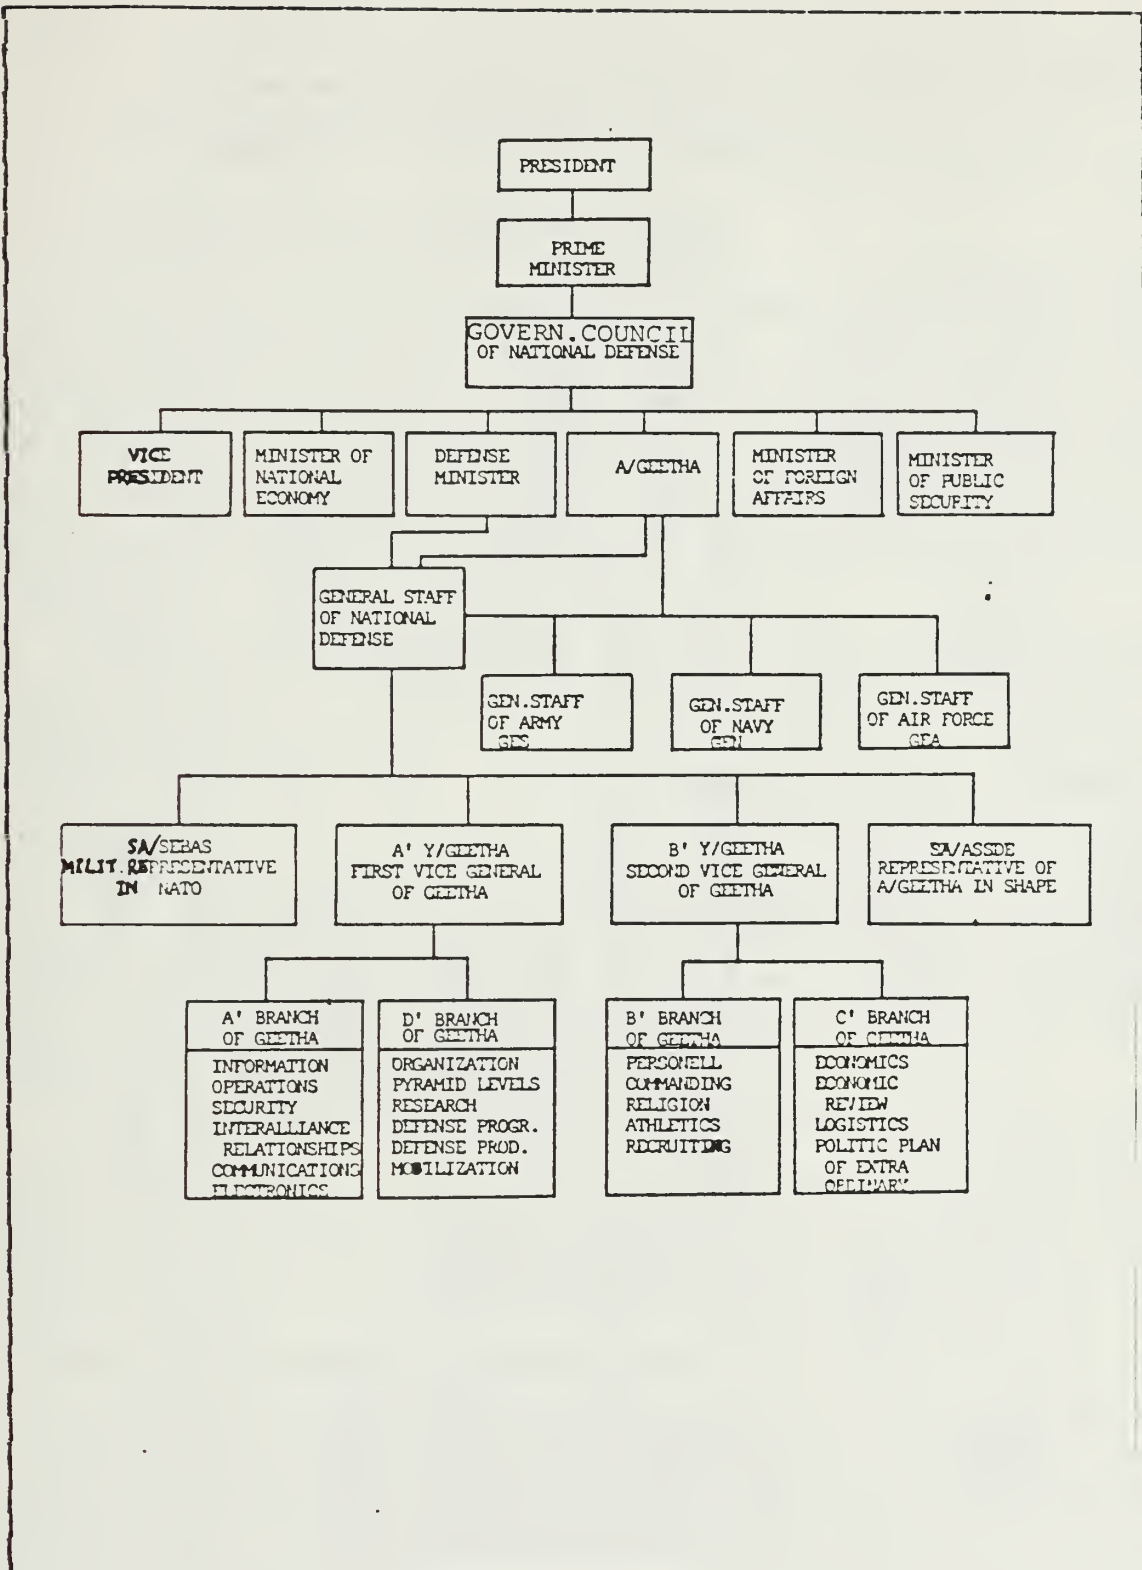 PRESIDENT
PRIME
MINISTER
GOVERN.COUNCIL
OF NATIONAL DEFENSE
VICE
PRESIDENT
MINISTER OF
NATIONAL
ECONOMY
DEFENSE
MINISTER
A/GEETHA
MINISTER
OF FOREIGN
AFFAIRS
MINISTER
OF PUBLIC
SECURITY
GENERAL STAFF
OF NATIONAL
DEFENSE
GEN.STAFF
OF ARMY
GES
GEN.STAFF
OF NAVY
GEN
GEN.STAFF
OF AIR FORCE
GEA
SA/SEBAS
MILIT.REPRESENTATIVE
IN NATO
A' Y/GEETHA
FIRST VICE GENERAL
OF GEETHA
B' Y/GEETHA
SECOND VICE GENERAL
OF GEETHA
SA/ASSDE
REPRESENTATIVE OF
A/GEETHA IN SHAPE
A' BRANCH
OF GEETHA
INFORMATION
OPERATIONS
SECURITY
INTERALLIANCE
RELATIONSHIPS
COMMUNICATIONS
ELECTRONICS
D' BRANCH
OF GEETHA
ORGANIZATION
PYRAMID LEVELS
RESEARCH
DEFENSE PROGR.
DEFENSE PROD.
MOBILIZATION
B' BRANCH
OF GEETHA
PERSONELL
COMMANDING
RELIGION
ATHLETICS
RECRUITING
C' BRANCH
OF GEETHA
ECONOMICS
ECONOMIC
REVIEW
LOGISTICS
POLITIC PLAN
OF EXTRA
ORDINARY